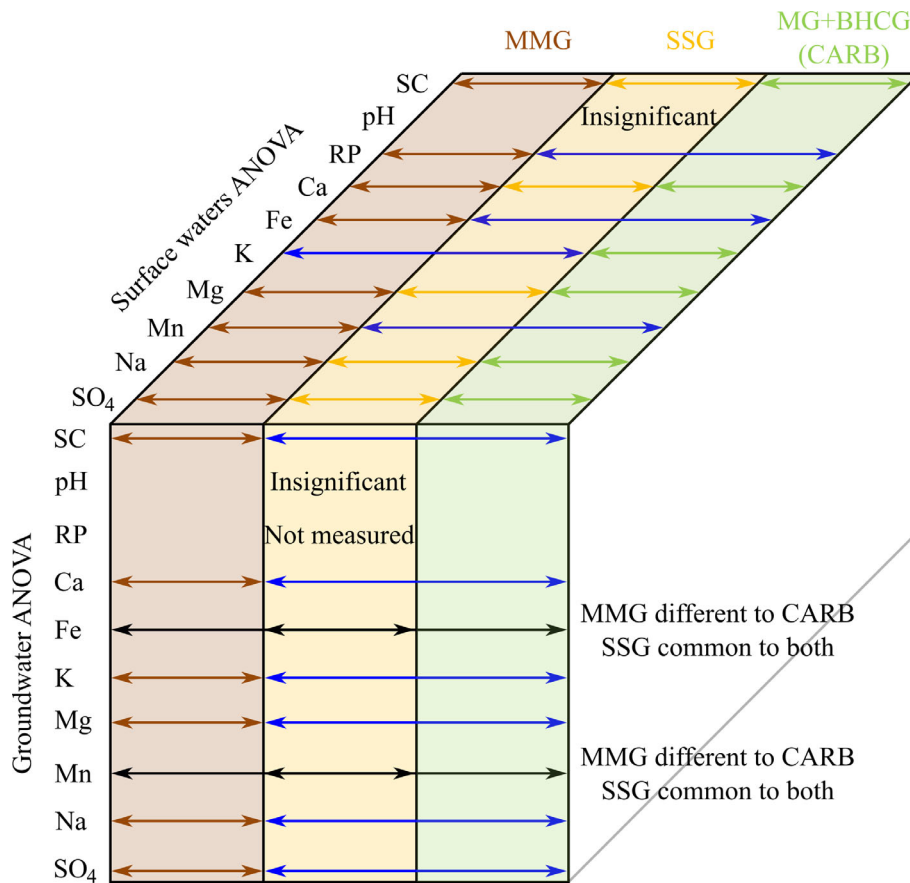 MMG
SSG
MG+BHCG
(CARB)
Surface waters ANOVA
SC
pH
Insignificant
RP
Ca
Fe
K
Mg
Mn
Na
SO4
Groundwater ANOVA
SC
pH
Insignificant
RP
Not measured
Ca
Fe
MMG different to CARB
SSG common to both
K
Mg
Mn
MMG different to CARB
SSG common to both
Na
SO4